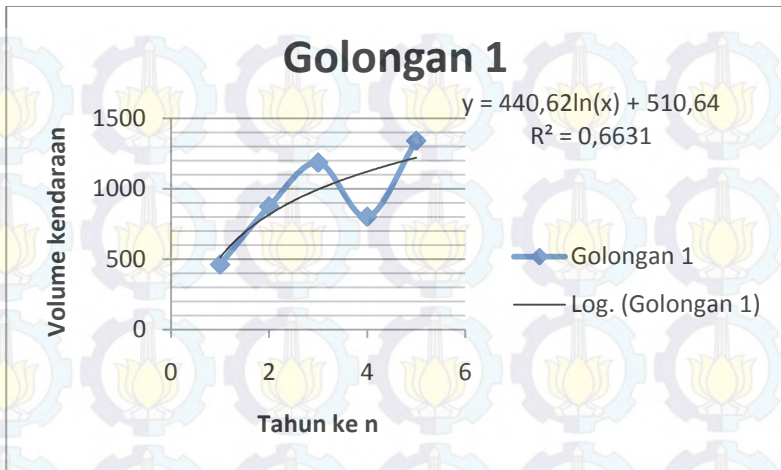 Golongan 1
y = 440,62ln(x) + 510,64
R² = 0,6631
1500
1000
500
0
Volume kendaraan
0 2 4 6
Tahun ke n
Golongan 1
Log. (Golongan 1)